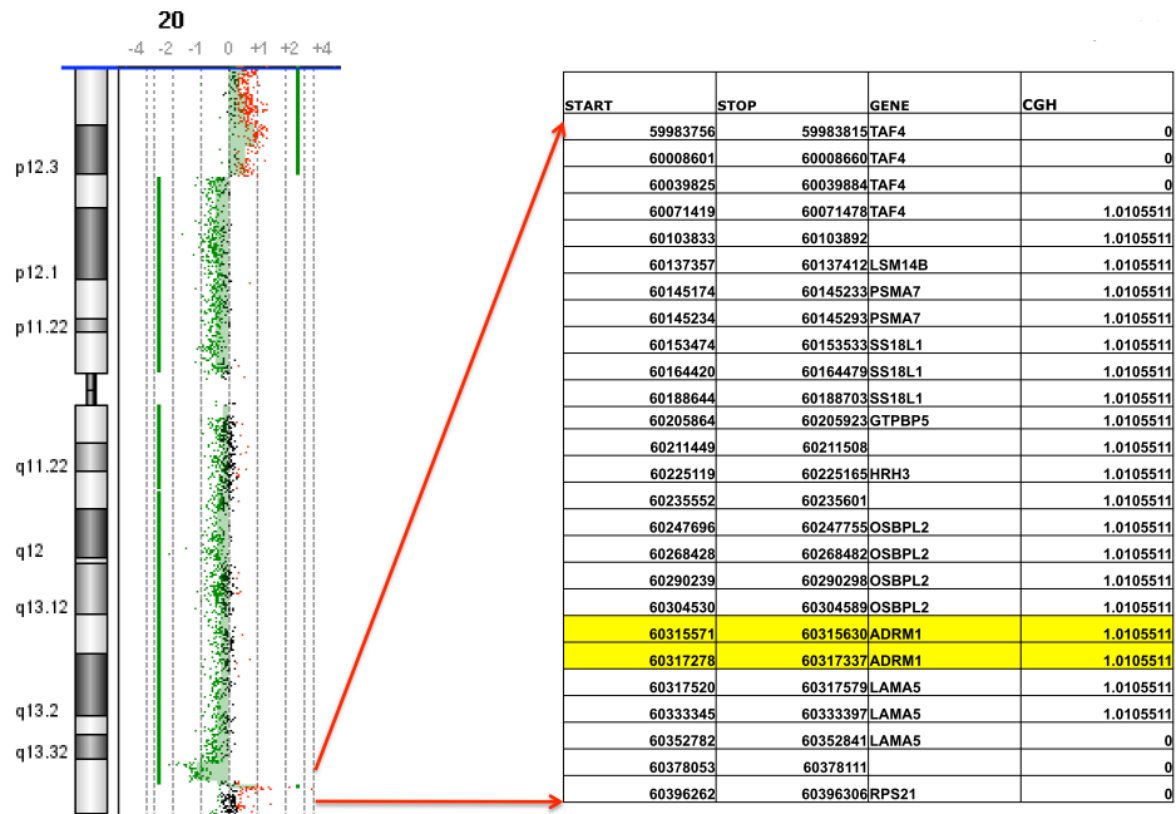 20
-4 -2 -1 0 +1 +2 +4
p12.3
p12.1
p11.22
q11.22
q12
q13.12
q13.2
q13.32
START STOP GENE CGH
59983756 59983815 TAF4 0
60008601 60008660 TAF4 0
60039825 60039884 TAF4 0
60071419 60071478 TAF4 1.0105511
60103833 60103892 1.0105511
60137357 60137412 LSM14B 1.0105511
60145174 60145233 PSMA7 1.0105511
60145234 60145293 PSMA7 1.0105511
60153474 60153533 SS18L1 1.0105511
60164420 60164479 SS18L1 1.0105511
60188644 60188703 SS18L1 1.0105511
60205864 60205923 GTPBP5 1.0105511
60211449 60211508 1.0105511
60225119 60225165 HRH3 1.0105511
60235552 60235601 1.0105511
60247696 60247755 OSBPL2 1.0105511
60268428 60268482 OSBPL2 1.0105511
60290239 60290298 OSBPL2 1.0105511
60304530 60304589 OSBPL2 1.0105511
60315571 60315630 ADRM1 1.0105511
60317278 60317337 ADRM1 1.0105511
60317520 60317579 LAMA5 1.0105511
60333345 60333397 LAMA5 1.0105511
60352782 60352841 LAMA5 0
60378053 60378111 0
60396262 60396306 RPS21 0